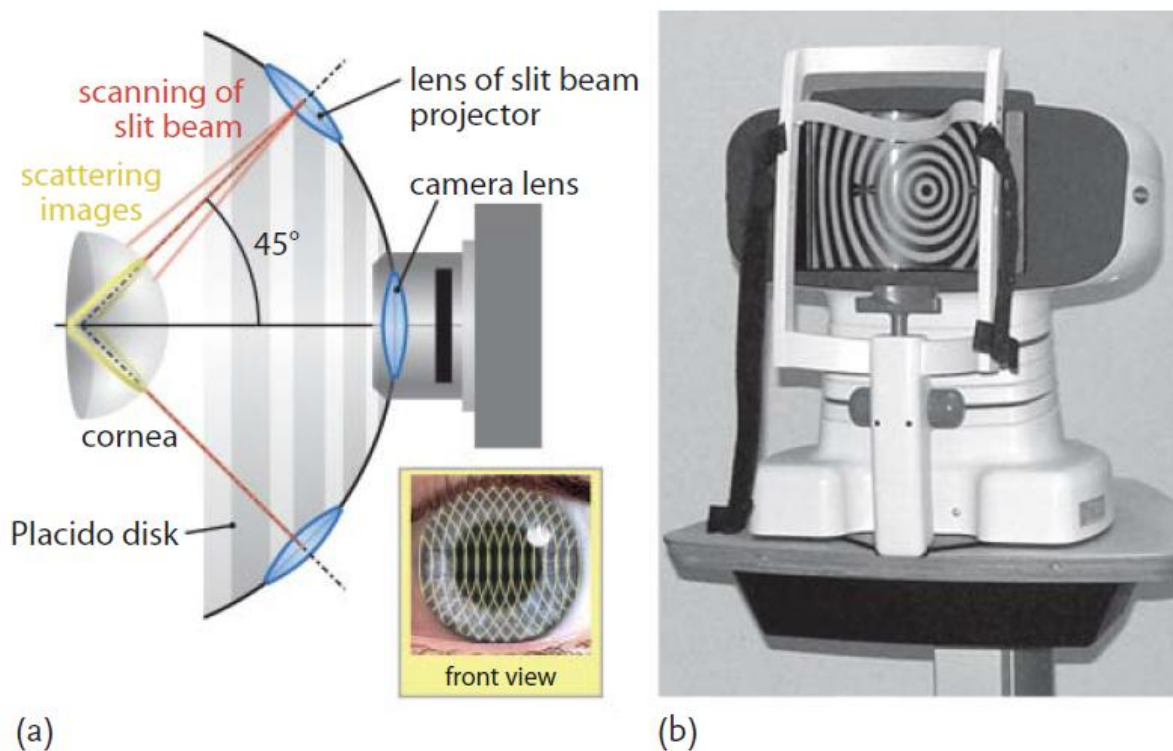 scanning of
slit beam
scattering
images
45°
lens of slit beam
projector
camera lens
cornea
Placido disk
front view
(a)
(b)